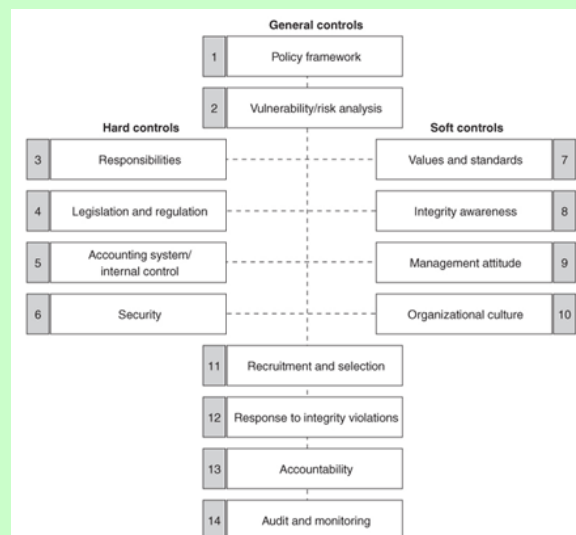 General controls
1 Policy framework
2 Vulnerability/risk analysis
Hard controls Soft controls
3 Responsibilities Values and standards 7
4 Legislation and regulation Integrity awareness 8
5 Accounting system/
internal control Management attitude 9
6 Security Organizational culture 10
11 Recruitment and selection
12 Response to integrity violations
13 Accountability
14 Audit and monitoring